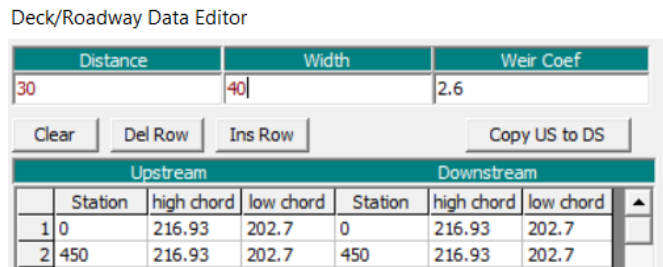 Deck/Roadway Data Editor
Distance Width Weir Coef
30 40 2.6
Clear Del Row Ins Row Copy US to DS
Upstream Downstream
Station high chord low chord Station high chord low chord
1 0 216.93 202.7 0 216.93 202.7
2 450 216.93 202.7 450 216.93 202.7